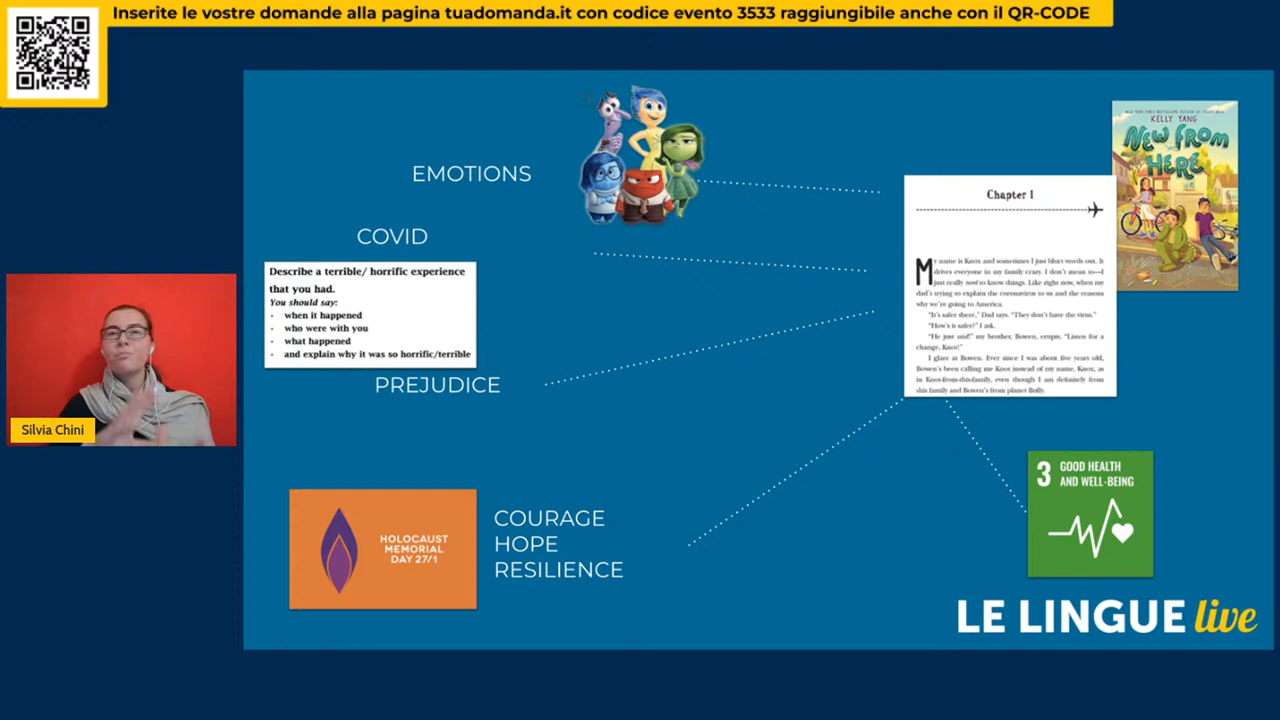 Inserite le vostre domande alla pagina tuadomanda.it con codice evento 3533 raggiungibile anche con il QR-CODE
EMOTIONS
COVID
Describe a terrible/ horrific experience
that you had.
You should say:
· when it happened
· who were with you
· what happened
· and explain why it was so horrific/terrible
PREJUDICE
Silvia Chini
HOLOCAUST
MEMORIAL
DAY 27/1
COURAGE
HOPE
RESILIENCE
KELLY YANG
NEW FROM
HERE
Chapter 1
My name is Knox and sometimes I just blurt words out. It
drives everyone in my family crazy. I don't mean to—I
just really need to know things. Like right now, when my
dad's trying to explain the coronavirus to us and the reasons
why we're going to America.
"It's safer there," Dad says. "They don't have the virus."
"How's it safer?" I ask.
"He just said!" my brother, Bowen, erupts. "Listen for a
change, Knot!"
I glare at Bowen. Ever since I was about five years old,
Bowen's been calling me Knot instead of my name, Knox, as
in Knot-from-this-family, even though I am definitely from
this family and Bowen's from planet Bully.
3 GOOD HEALTH
AND WELL-BEING
LE LINGUE live